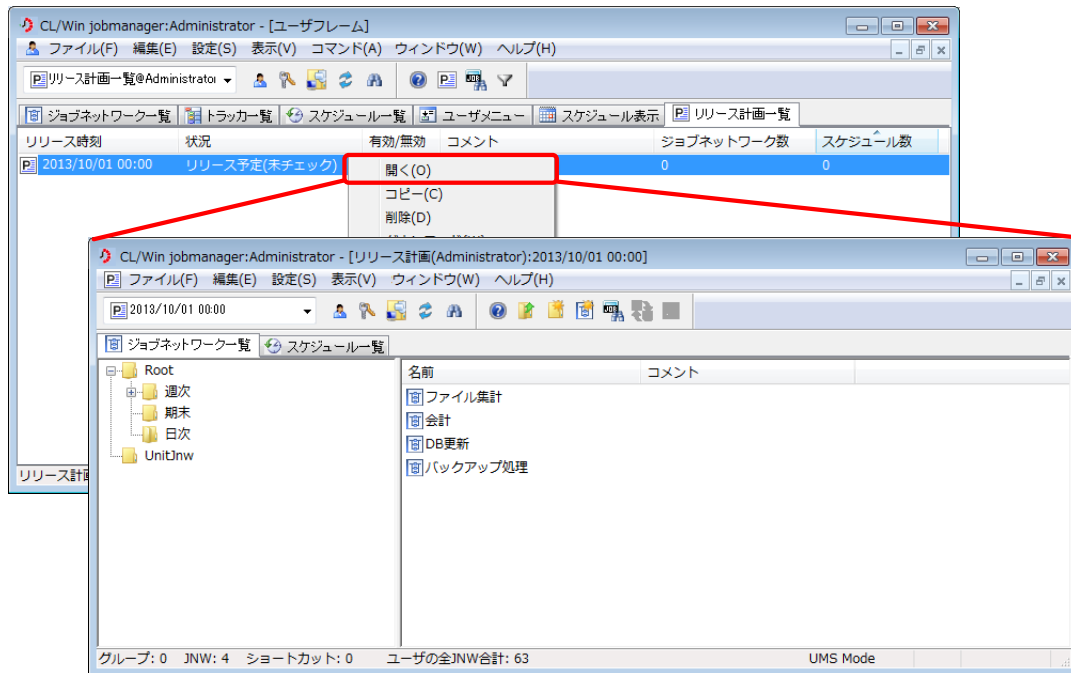 CL/Win jobmanager:Administrator - [ユーザフレーム]
ファイル(F) 編集(E) 設定(S) 表示(V) コマンド(A) ウィンドウ(W) ヘルプ(H)
リリース計画一覧@Administrator
ジョブネットワーク一覧 トラッカ一覧 スケジュール一覧 ユーザメニュー スケジュール表示 リリース計画一覧
リリース時刻 状況 有効/無効 コメント ジョブネットワーク数 スケジュール数
2013/10/01 00:00 リリース予定(未チェック) 0 0
開く(O)
コピー(C)
削除(D)
リリース計
CL/Win jobmanager:Administrator - [リリース計画(Administrator):2013/10/01 00:00]
ファイル(F) 編集(E) 設定(S) 表示(V) ウィンドウ(W) ヘルプ(H)
2013/10/01 00:00
ジョブネットワーク一覧 スケジュール一覧
Root
週次
期末
日次
UnitJnw
名前 コメント
ファイル集計
会計
DB更新
バックアップ処理
グループ: 0 JNW: 4 ショートカット: 0 ユーザの全JNW合計: 63 UMS Mode